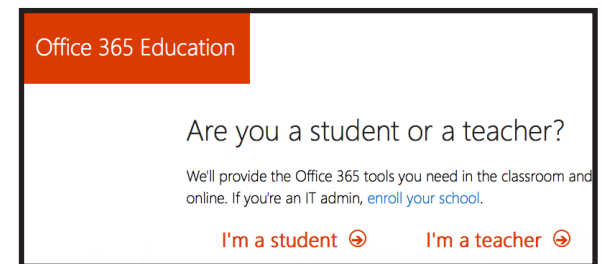 Office 365 Education
Are you a student or a teacher?
We'll provide the Office 365 tools you need in the classroom and
online. If you're an IT admin, enroll your school.
I'm a student I'm a teacher